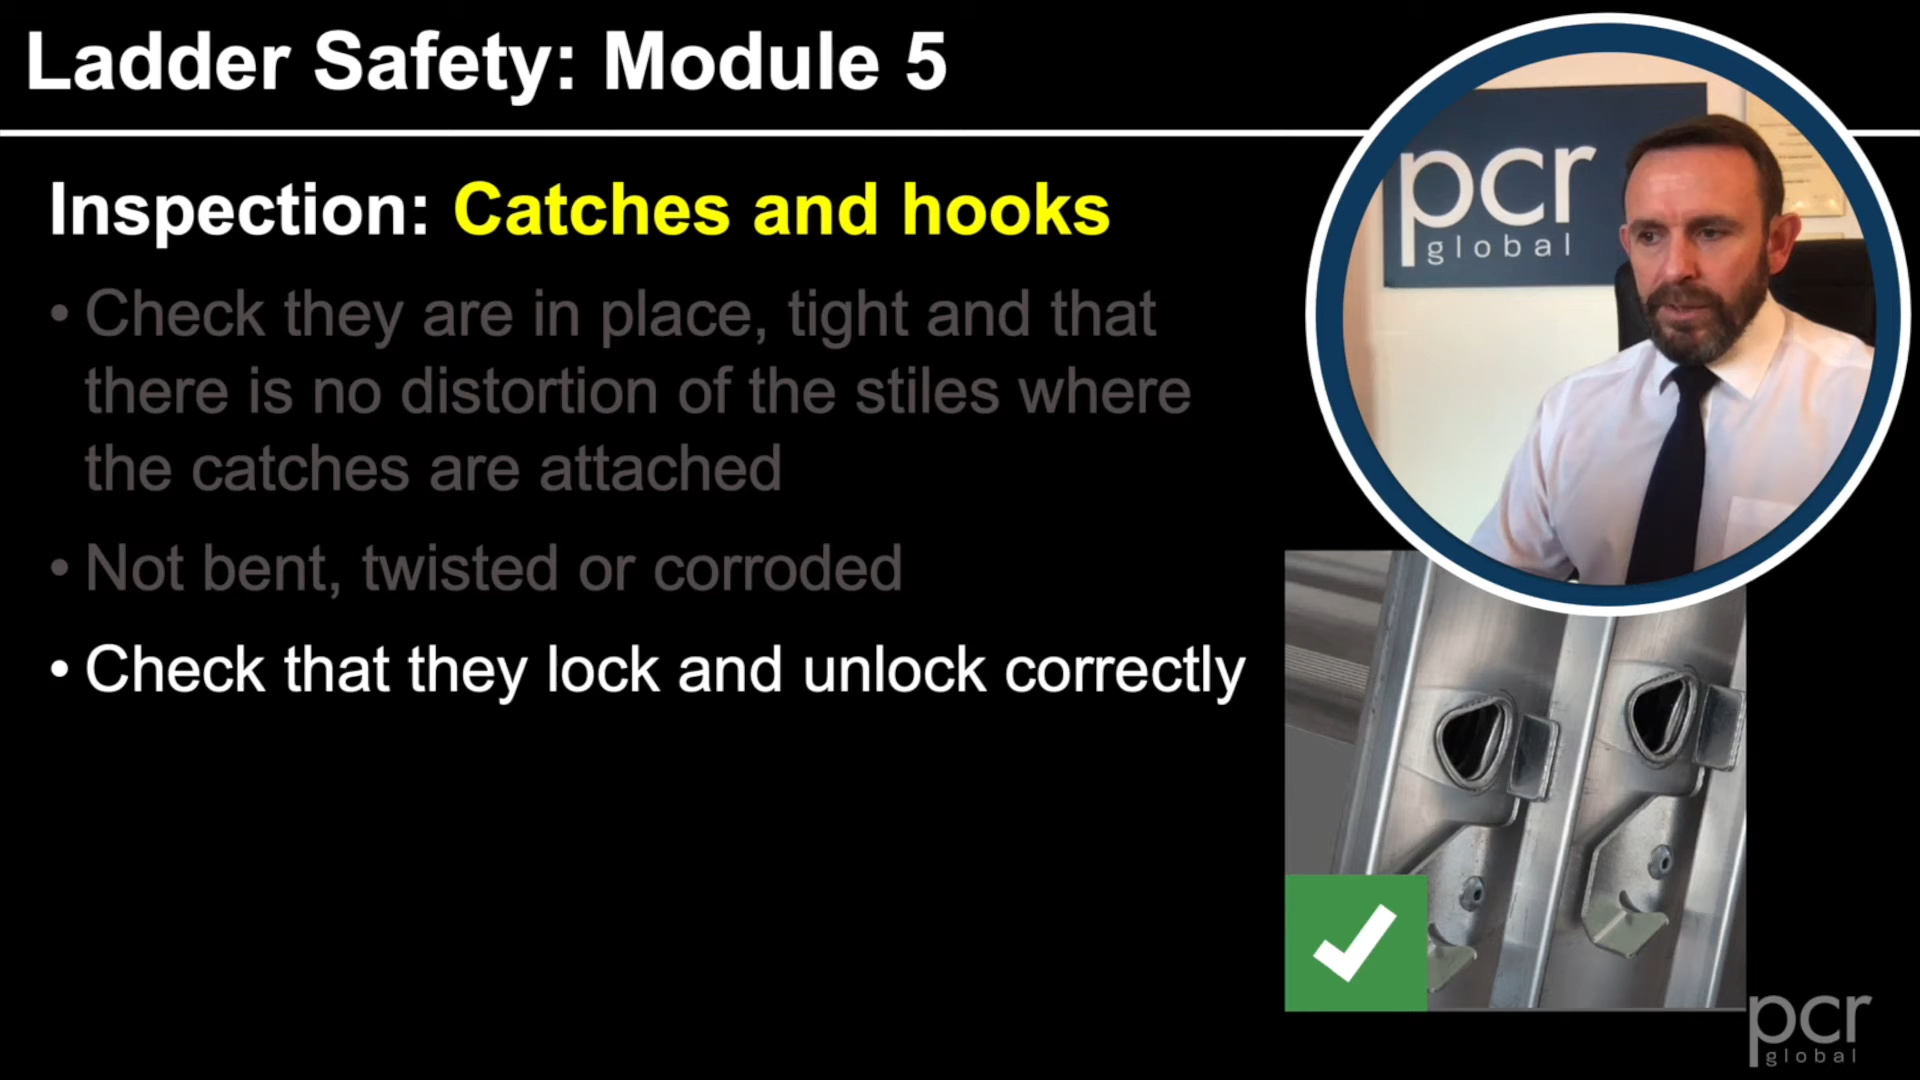 Ladder Safety: Module 5
pcr
global
Inspection: Catches and hooks
• Check they are in place, tight and that
there is no distortion of the stiles where
the catches are attached
• Not bent, twisted or corroded
• Check that they lock and unlock correctly
pcr
global